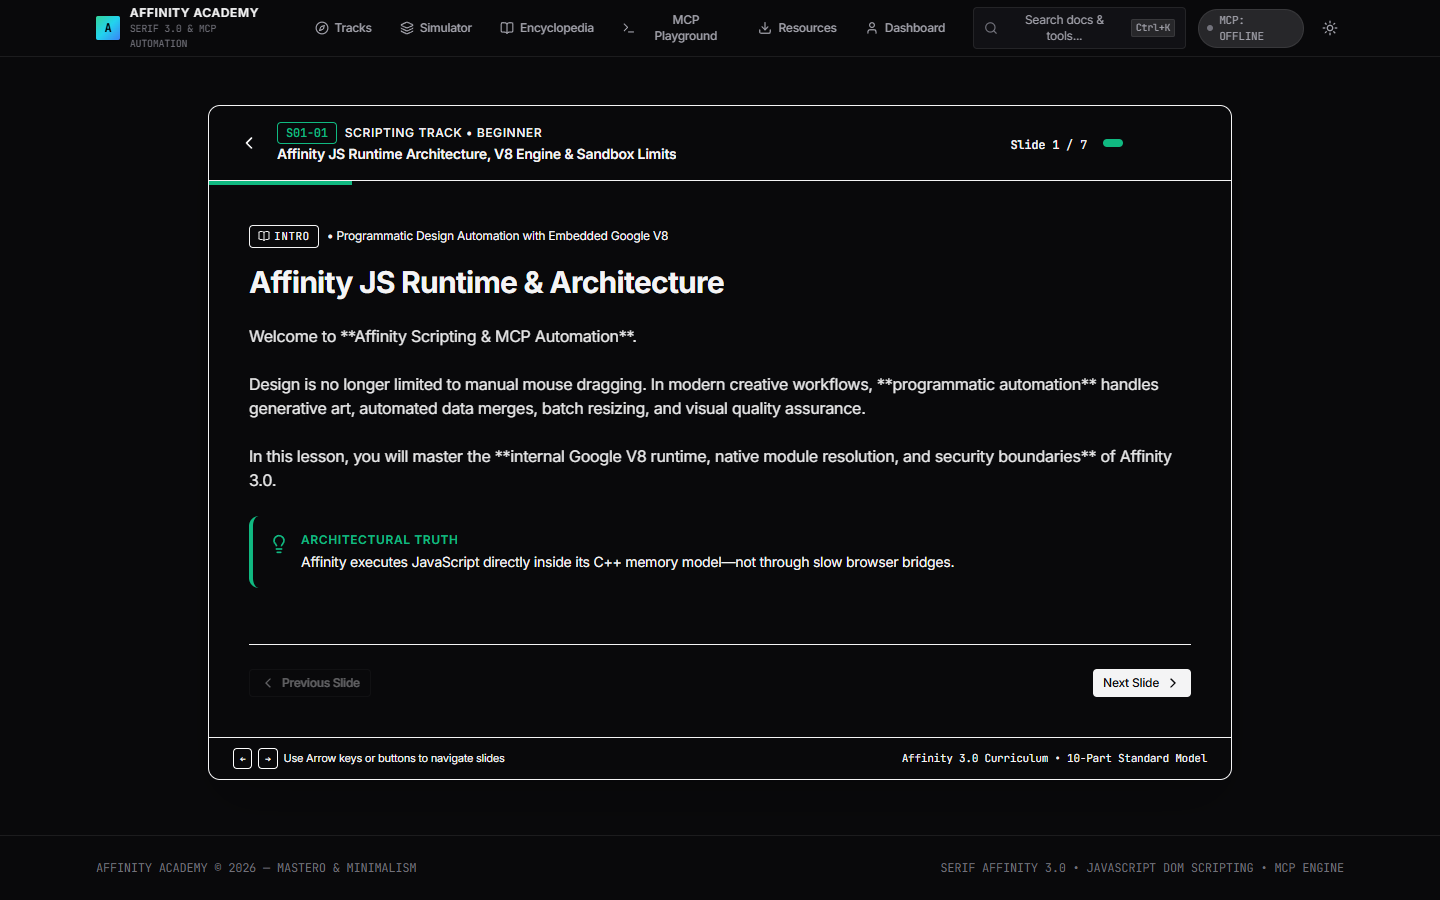 A
AFFINITY ACADEMY
SERIF 3.0 & MCP
AUTOMATION
Tracks
Simulator
Encyclopedia
MCP
Playground
Resources
Dashboard
Search docs &
tools...
Ctrl+K
MCP:
OFFLINE
S01-01 SCRIPTING TRACK • BEGINNER
Affinity JS Runtime Architecture, V8 Engine & Sandbox Limits
Slide 1 / 7
INTRO • Programmatic Design Automation with Embedded Google V8
Affinity JS Runtime & Architecture
Welcome to **Affinity Scripting & MCP Automation**.
Design is no longer limited to manual mouse dragging. In modern creative workflows, **programmatic automation** handles
generative art, automated data merges, batch resizing, and visual quality assurance.
In this lesson, you will master the **internal Google V8 runtime, native module resolution, and security boundaries** of Affinity
3.0.
ARCHITECTURAL TRUTH
Affinity executes JavaScript directly inside its C++ memory model—not through slow browser bridges.
Previous Slide
Next Slide
← → Use Arrow keys or buttons to navigate slides
Affinity 3.0 Curriculum • 10-Part Standard Model
AFFINITY ACADEMY © 2026 — MASTERO & MINIMALISM
SERIF AFFINITY 3.0 • JAVASCRIPT DOM SCRIPTING • MCP ENGINE